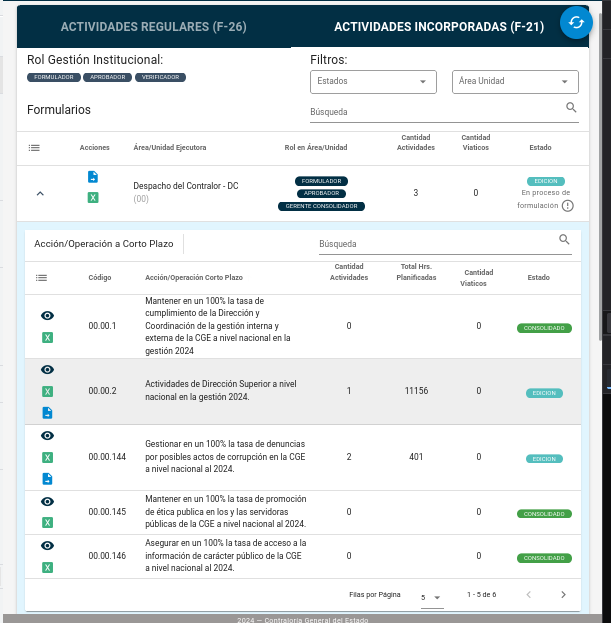 ACTIVIDADES REGULARES (F-26)
ACTIVIDADES INCORPORADAS (F-21)
Rol Gestión Institucional:
FORMULADOR APROBADOR VERIFICADOR
Filtros:
Estados
Área Unidad
Formularios
Búsqueda
Acciones
Área/Unidad Ejecutora
Rol en Área/Unidad
Cantidad
Actividades
Cantidad
Viaticos
Estado
Despacho del Contralor - DC
(00)
FORMULADOR
APROBADOR
GERENTE CONSOLIDADOR
3
0
EDICION
En proceso de
formulación
Acción/Operación a Corto Plazo
Búsqueda
Código
Acción/Operación Corto Plazo
Cantidad
Actividades
Total Hrs.
Planificadas
Cantidad
Viaticos
Estado
00.00.1
Mantener en un 100% la tasa de
cumplimiento de la Dirección y
Coordinación de la gestión interna y
externa de la CGE a nivel nacional en la
gestión 2024
0
0
CONSOLIDADO
00.00.2
Actividades de Dirección Superior a nivel
nacional en la gestión 2024.
1
11156
0
EDICION
00.00.144
Gestionar en un 100% la tasa de denuncias
por posibles actos de corrupción en la CGE
a nivel nacional al 2024.
2
401
0
EDICION
00.00.145
Mantener en un 100% la tasa de promoción
de ética publica en los y las servidoras
públicas de la CGE a nivel nacional al 2024.
0
0
CONSOLIDADO
00.00.146
Asegurar en un 100% la tasa de acceso a la
información de carácter público de la CGE
a nivel nacional al 2024.
0
0
CONSOLIDADO
Filas por Página
5
1 - 5 de 6
2024 — Contraloría General del Estado